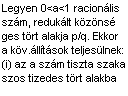 Legyen 0<a<1 racionális
szám, redukált közönsé
ges tört alakja p/q. Ekkor
a köv.állítások teljesülnek:
(i) az a szám tiszta szaka
szos tizedes tört alakba